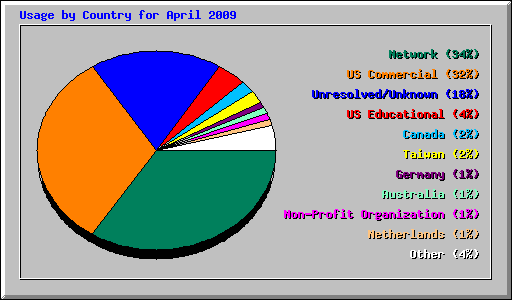 Usage by Country for April 2009
Network (34%)
US Commercial (32%)
Unresolved/Unknown (18%)
US Educational (4%)
Canada (2%)
Taiwan (2%)
Germany (1%)
Australia (1%)
Non-Profit Organization (1%)
Netherlands (1%)
Other (4%)